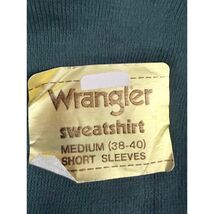 Wrangler
sweatshirt
MEDIUM (38-40)
SHORT SLEEVES